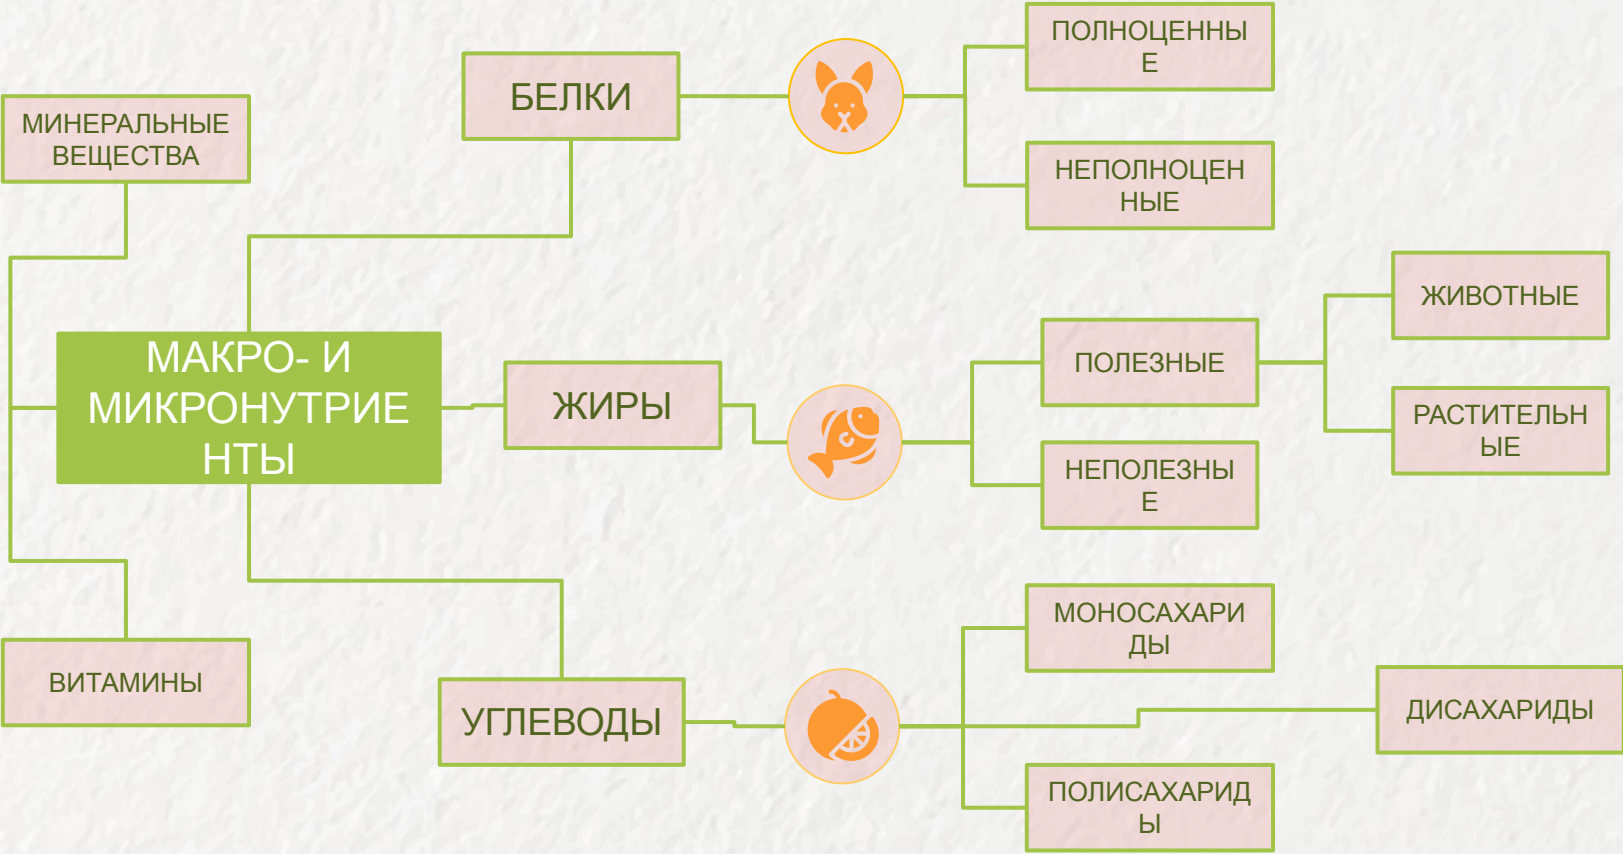 МИНЕРАЛЬНЫЕ
ВЕЩЕСТВА
БЕЛКИ
ПОЛНОЦЕННЫ
Е
НЕПОЛНОЦЕН
НЫЕ
МАКРО- И
МИКРОНУТРИЕ
НТЫ
ЖИРЫ
ПОЛЕЗНЫЕ
НЕПОЛЕЗНЫ
Е
ЖИВОТНЫЕ
РАСТИТЕЛЬН
ЫЕ
ВИТАМИНЫ
УГЛЕВОДЫ
МОНОСАХАРИ
ДЫ
ДИСАХАРИДЫ
ПОЛИСАХАРИД
Ы